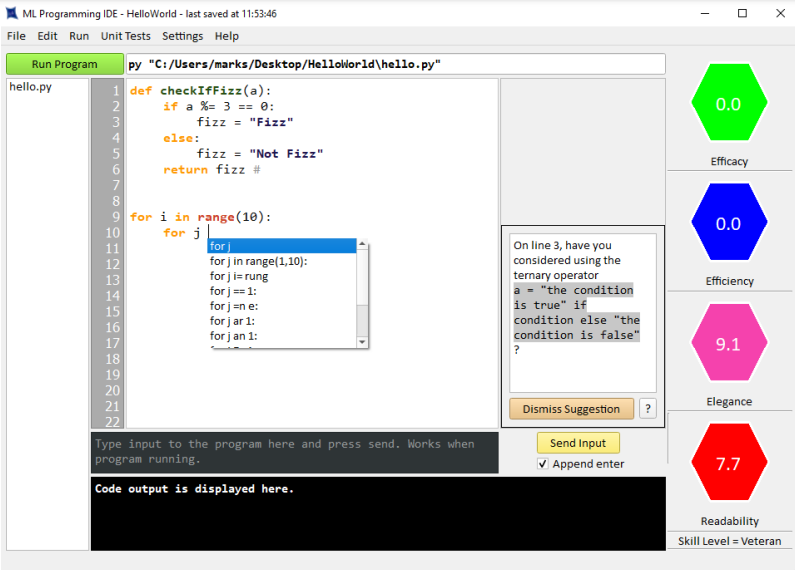 ML Programming IDE - HelloWorld - last saved at 11:53:46
File Edit Run Unit Tests Settings Help
Run Program
py "C:/Users/marks/Desktop/HelloWorld\hello.py"
hello.py
1 def checkIfFizz(a):
2 if a %= 3 == 0:
3 fizz = "Fizz"
4 else:
5 fizz = "Not Fizz"
6 return fizz #
7
8
9 for i in range(10):
10 for j
11
12
13
14
15
16
17
18
19
20
21
22
for j
for j in range(1,10):
for j i= rung
for j == 1:
for j =n e:
for j ar 1:
for j an 1:
On line 3, have you
considered using the
ternary operator
a = "the condition
is true" if
condition else "the
condition is false"
?
Dismiss Suggestion ?
Type input to the program here and press send. Works when
program running.
Send Input
Append enter
Code output is displayed here.
0.0
Efficacy
0.0
Efficiency
9.1
Elegance
7.7
Readability
Skill Level = Veteran